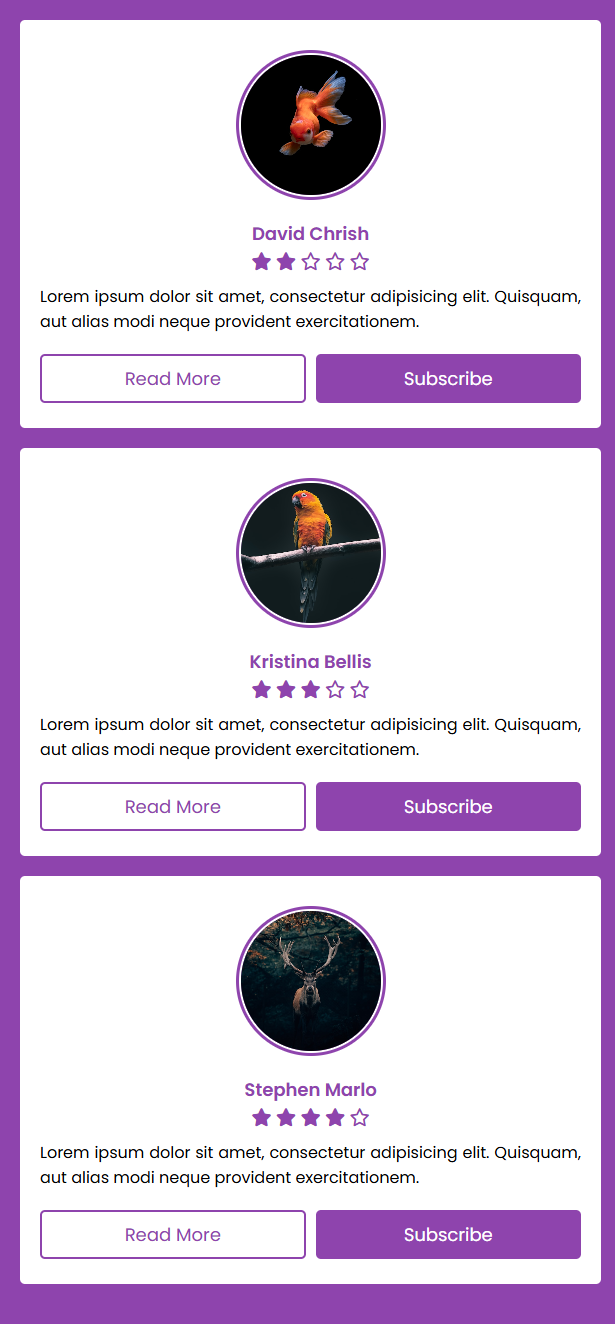 David Chrish
Lorem ipsum dolor sit amet, consectetur adipisicing elit. Quisquam,
aut alias modi neque provident exercitationem.
Read More
Subscribe
Kristina Bellis
Lorem ipsum dolor sit amet, consectetur adipisicing elit. Quisquam,
aut alias modi neque provident exercitationem.
Read More
Subscribe
Stephen Marlo
Lorem ipsum dolor sit amet, consectetur adipisicing elit. Quisquam,
aut alias modi neque provident exercitationem.
Read More
Subscribe